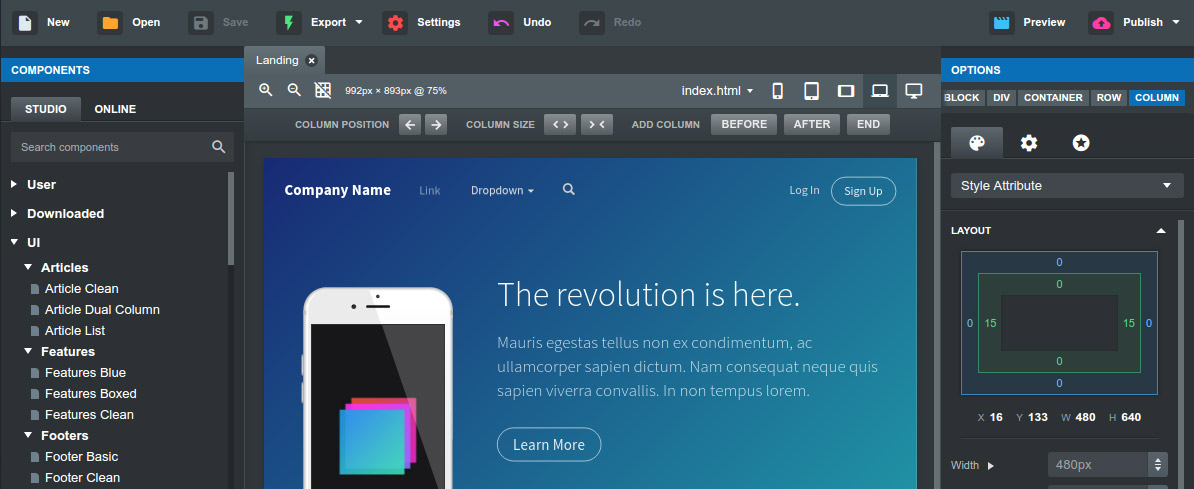 New Open Save Export Settings Undo Redo Preview Publish
COMPONENTS
STUDIO ONLINE
Search components
User
Downloaded
UI
Articles
Article Clean
Article Dual Column
Article List
Features
Features Blue
Features Boxed
Features Clean
Footers
Footer Basic
Footer Clean
Landing
992px × 893px @ 75% index.html
COLUMN POSITION COLUMN SIZE ADD COLUMN BEFORE AFTER END
Company Name Link Dropdown Log In Sign Up
The revolution is here.
Mauris egestas tellus non ex condimentum, ac
ullamcorper sapien dictum. Nam consequat neque quis
sapien viverra convallis. In non tempus lorem.
Learn More
OPTIONS
BLOCK DIV CONTAINER ROW COLUMN
Style Attribute
LAYOUT
0
0
0 15 15 0
0
0
X 16 Y 133 W 480 H 640
Width 480px